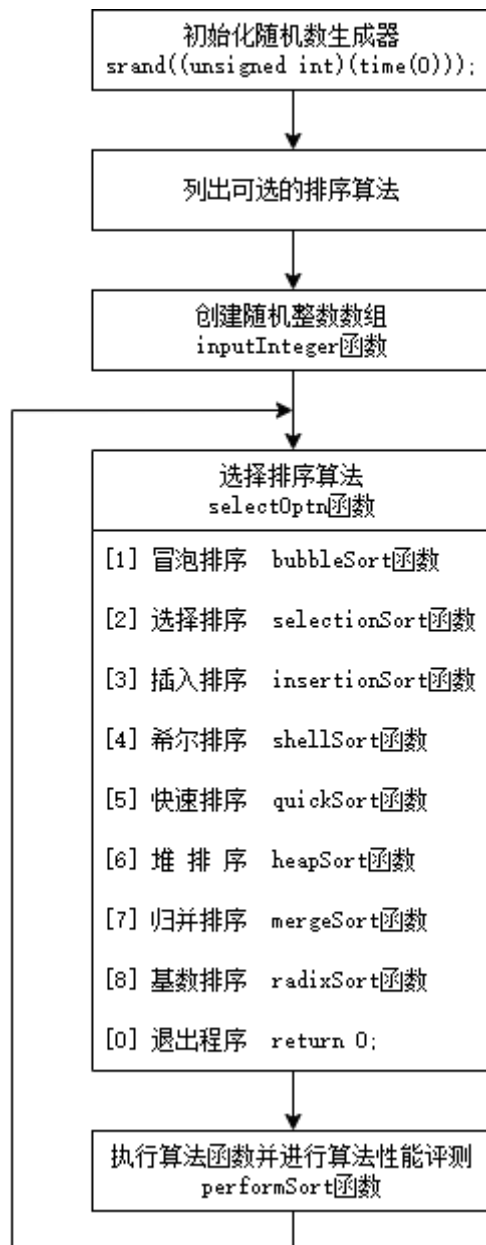 初始化随机数生成器
srand((unsigned int)(time(0)));
列出可选的排序算法
创建随机整数数组
inputInteger函数
选择排序算法
selectOptn函数
[1] 冒泡排序 bubbleSort函数
[2] 选择排序 selectionSort函数
[3] 插入排序 insertionSort函数
[4] 希尔排序 shellSort函数
[5] 快速排序 quickSort函数
[6] 堆 排 序 heapSort函数
[7] 归并排序 mergeSort函数
[8] 基数排序 radixSort函数
[0] 退出程序 return 0;
执行算法函数并进行算法性能评测
performSort函数